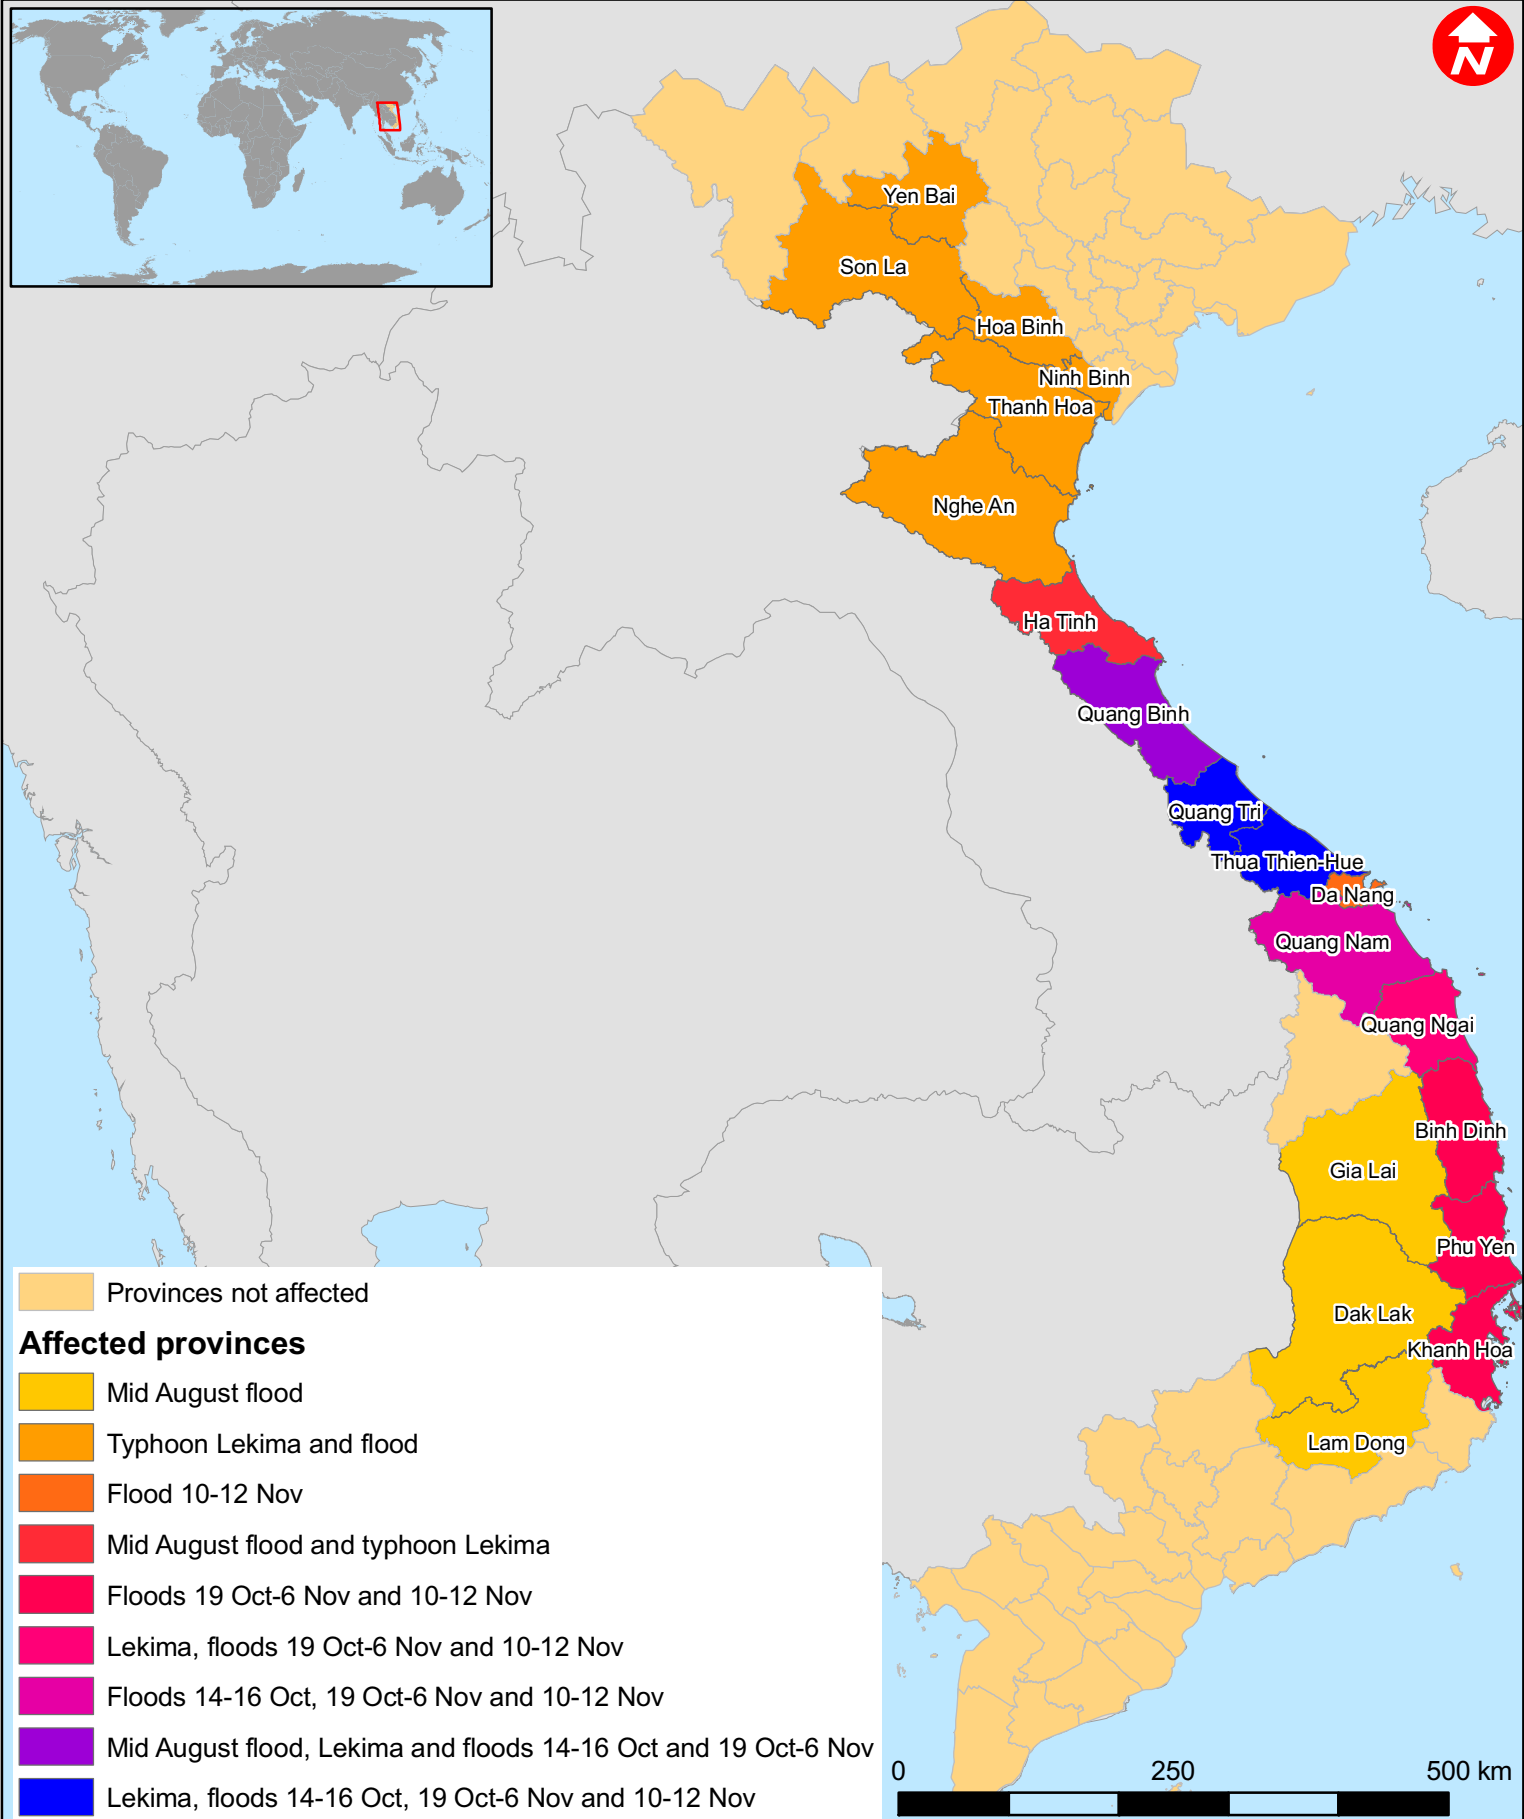 N
Yen Bai
Son La
Hoa Binh
Ninh Binh
Thanh Hoa
Nghe An
Ha Tinh
Quang Binh
Quang Tri
Thua Thien-Hue
Da Nang
Quang Nam
Quang Ngai
Binh Dinh
Gia Lai
Phu Yen
Dak Lak
Khanh Hoa
Lam Dong
Provinces not affected
Affected provinces
Mid August flood
Typhoon Lekima and flood
Flood 10-12 Nov
Mid August flood and typhoon Lekima
Floods 19 Oct-6 Nov and 10-12 Nov
Lekima, floods 19 Oct-6 Nov and 10-12 Nov
Floods 14-16 Oct, 19 Oct-6 Nov and 10-12 Nov
Mid August flood, Lekima and floods 14-16 Oct and 19 Oct-6 Nov
Lekima, floods 14-16 Oct, 19 Oct-6 Nov and 10-12 Nov
0 250 500 km